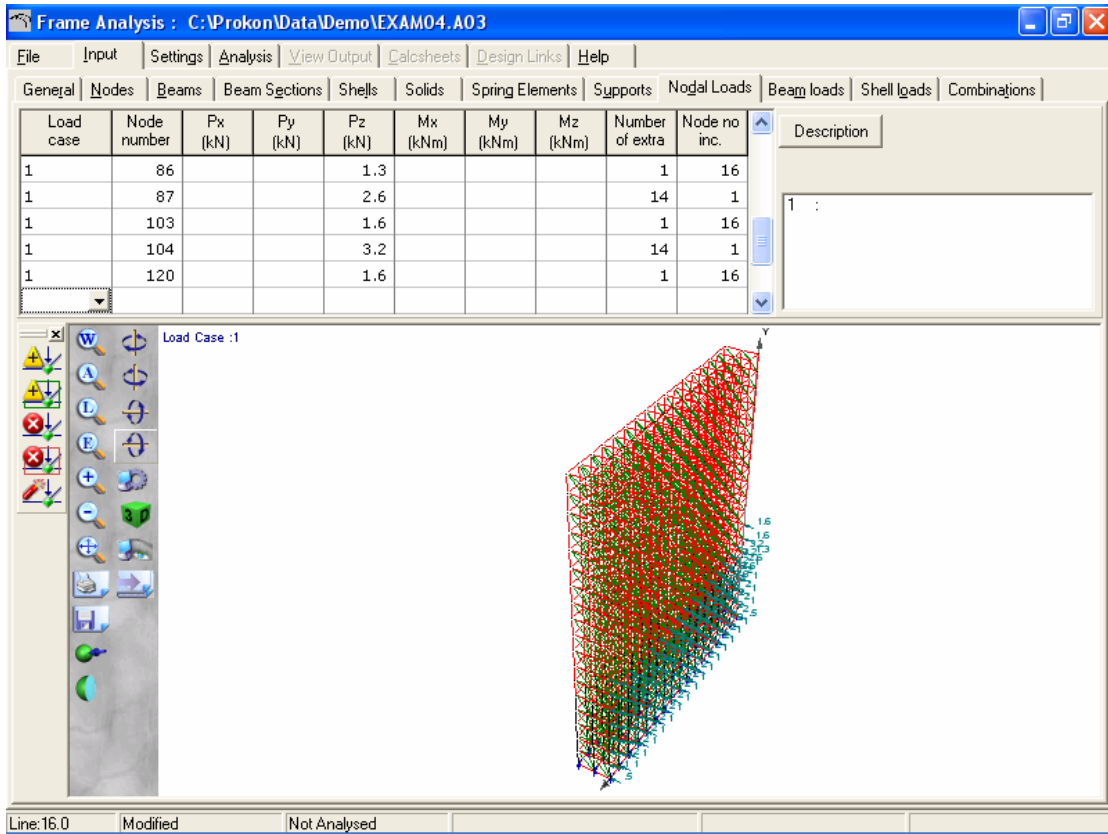 Frame Analysis : C:\Prokon\Data\Demo\EXAM04.A03
File Input Settings Analysis View Output Calcsheets Design Links Help
General Nodes Beams Beam Sections Shells Solids Spring Elements Supports Nodal Loads Beam loads Shell loads Combinations
Load case Node number Px (kN) Py (kN) Pz (kN) Mx (kNm) My (kNm) Mz (kNm) Number of extra Node no inc.
Description
1 86 1.3 1 16
1 87 2.6 14 1
1 103 1.6 1 16
1 104 3.2 14 1
1 120 1.6 1 16
1 :
Load Case :1
W
A
L
E
3 D
Y
1.6
1.6
1.3
.5
.5
Line:16.0 Modified Not Analysed